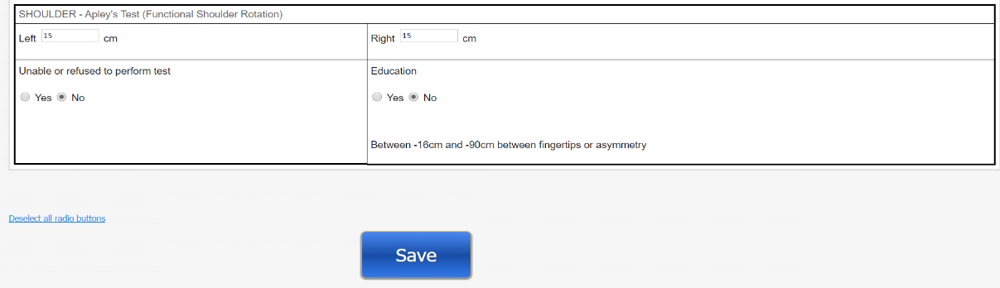 SHOULDER - Apley's Test (Functional Shoulder Rotation)
Left 15 cm
Right 15 cm
Unable or refused to perform test
Yes No
Education
Yes No
Between -16cm and -90cm between fingertips or asymmetry
Deselect all radio buttons
Save